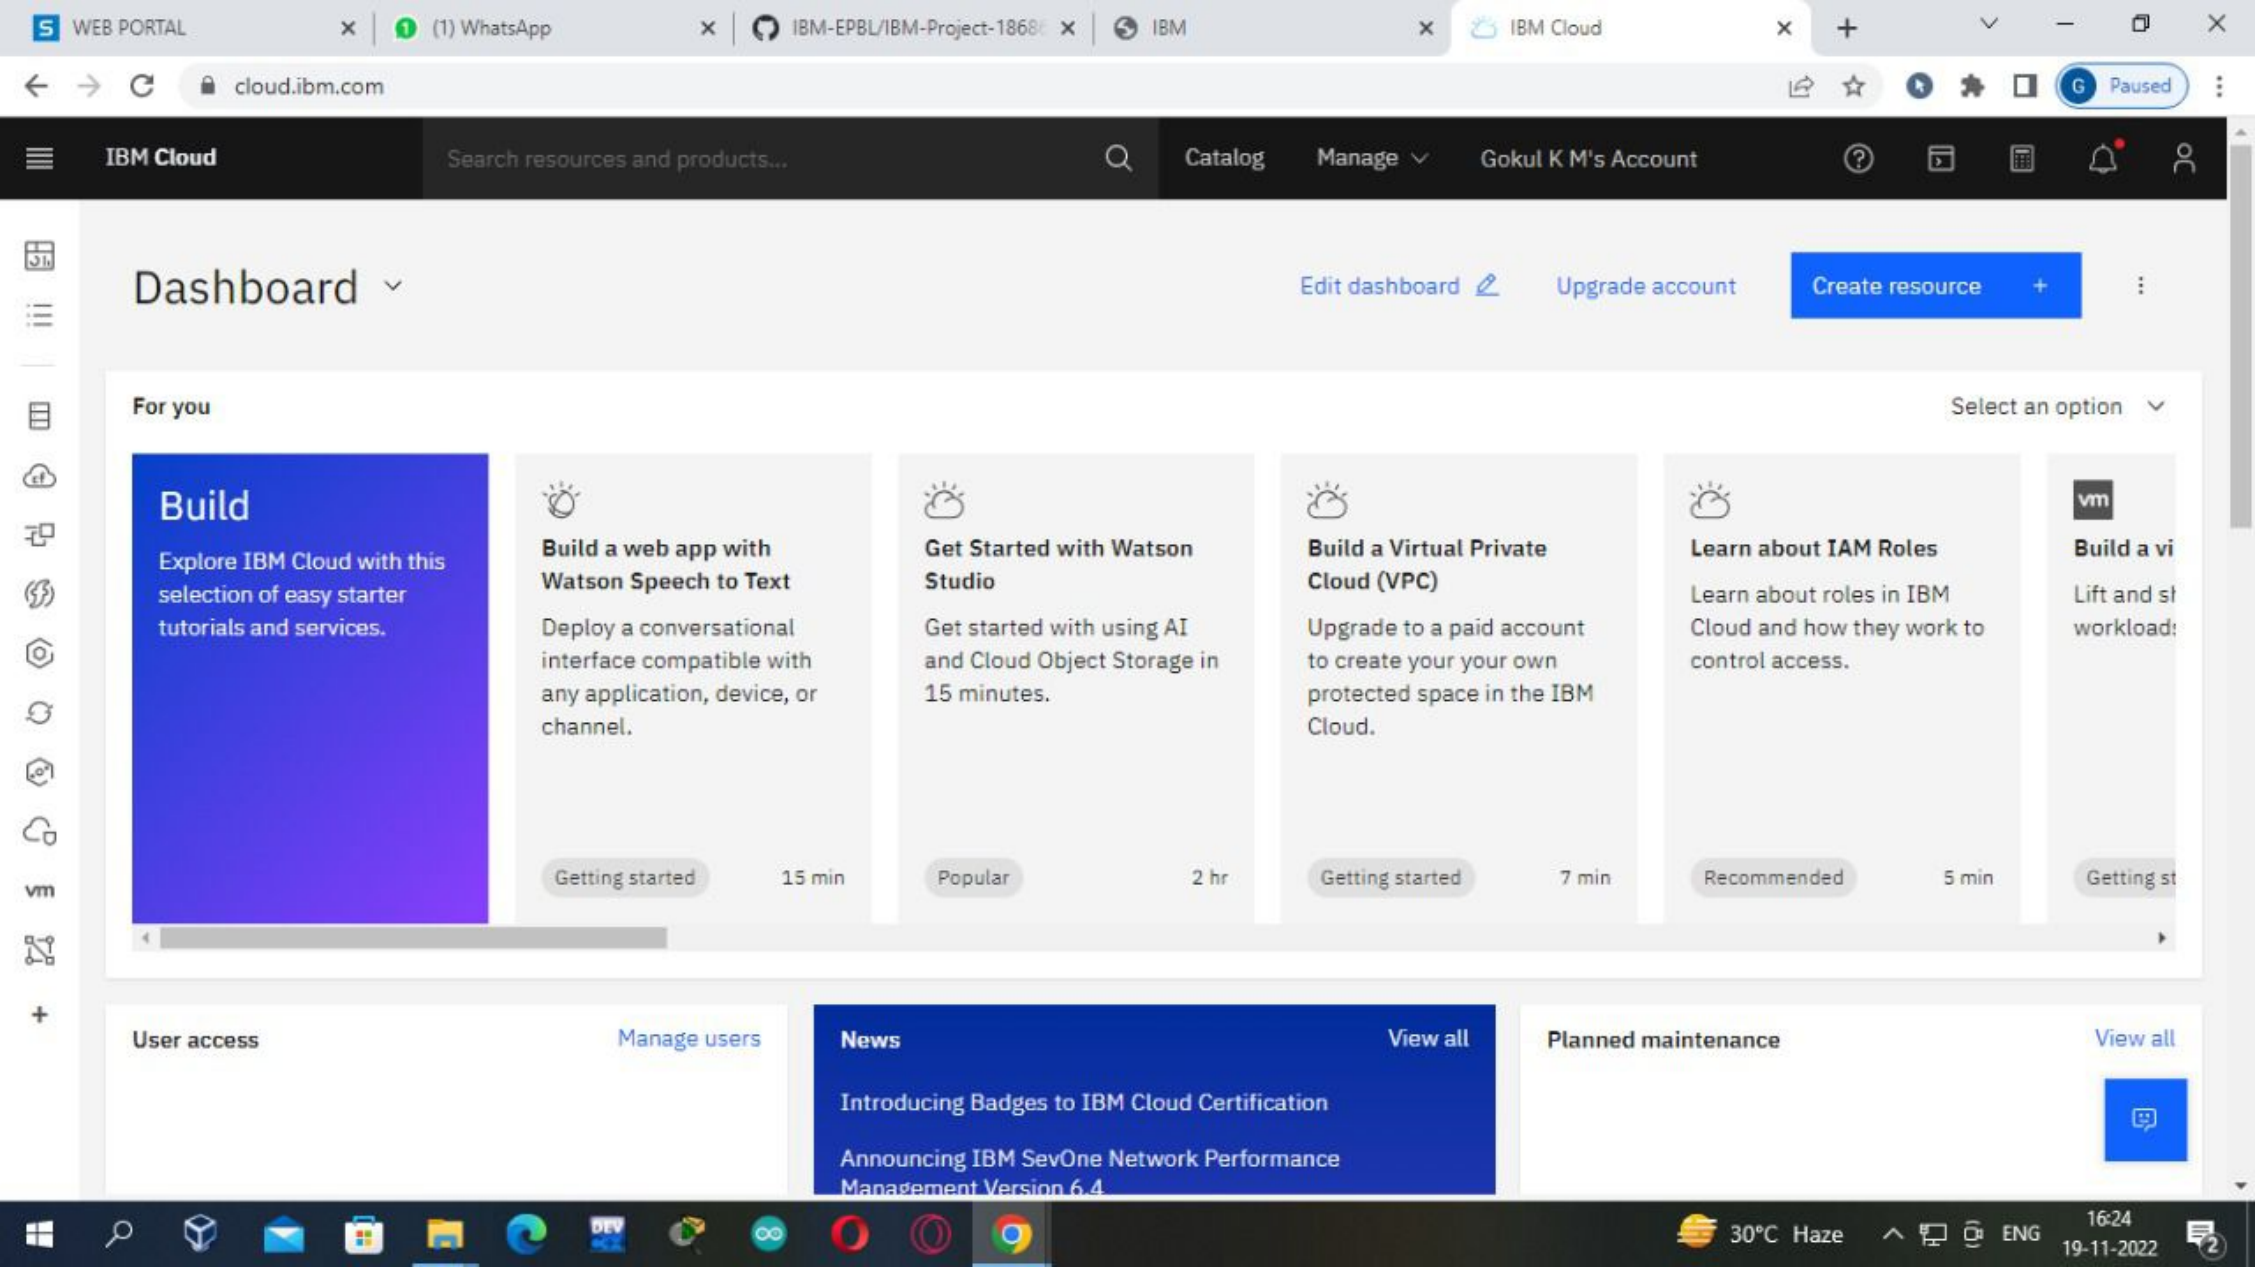 WEB PORTAL
(1) WhatsApp
IBM-EPBL/IBM-Project-1868
IBM
IBM Cloud
cloud.ibm.com
G Paused
IBM Cloud
Search resources and products...
Catalog
Manage
Gokul K M's Account
Dashboard
Edit dashboard
Upgrade account
Create resource +
For you
Select an option
Build
Explore IBM Cloud with this
selection of easy starter
tutorials and services.
Build a web app with
Watson Speech to Text
Deploy a conversational
interface compatible with
any application, device, or
channel.
Getting started 15 min
Get Started with Watson
Studio
Get started with using AI
and Cloud Object Storage in
15 minutes.
Popular 2 hr
Build a Virtual Private
Cloud (VPC)
Upgrade to a paid account
to create your your own
protected space in the IBM
Cloud.
Getting started 7 min
Learn about IAM Roles
Learn about roles in IBM
Cloud and how they work to
control access.
Recommended 5 min
vm
Build a vi
Lift and sh
workloads
Getting st
vm
User access
Manage users
News
View all
Introducing Badges to IBM Cloud Certification
Announcing IBM SevOne Network Performance
Management Version 6.4
Planned maintenance
View all
DEV
30°C Haze
ENG
16:24
19-11-2022
2